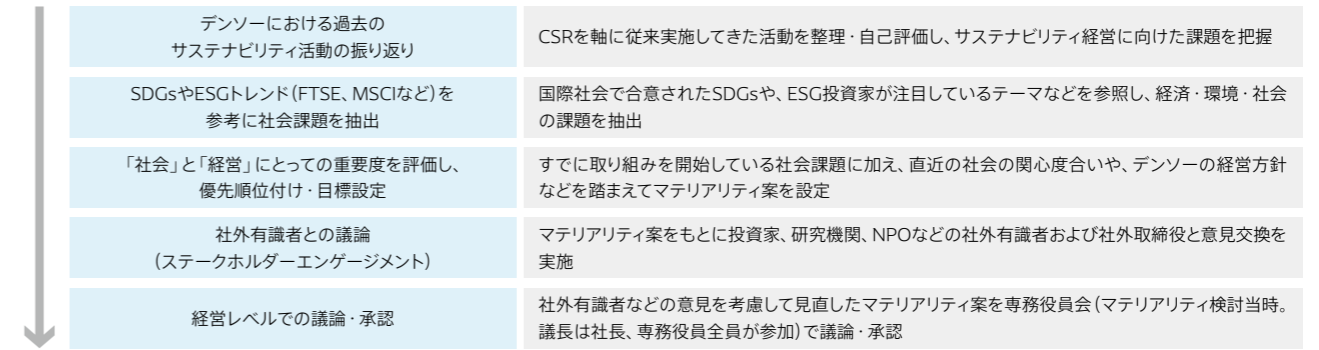 デンソーにおける過去の
サステナビリティ活動の振り返り
CSRを軸に従来実施してきた活動を整理・自己評価し、サステナビリティ経営に向けた課題を把握
SDGsやESGトレンド（FTSE、MSCIなど）を
参考に社会課題を抽出
国際社会で合意されたSDGsや、ESG投資家が注目しているテーマなどを参照し、経済・環境・社会
の課題を抽出
「社会」と「経営」にとっての重要度を評価し、
優先順位付け・目標設定
すでに取り組みを開始している社会課題に加え、直近の社会の関心度合いや、デンソーの経営方針
などを踏まえてマテリアリティ案を設定
社外有識者との議論
（ステークホルダーエンゲージメント）
マテリアリティ案をもとに投資家、研究機関、NPOなどの社外有識者および社外取締役と意見交換を
実施
経営レベルでの議論・承認
社外有識者などの意見を考慮して見直したマテリアリティ案を専務役員会（マテリアリティ検討当時。
議長は社長、専務役員全員が参加）で議論・承認